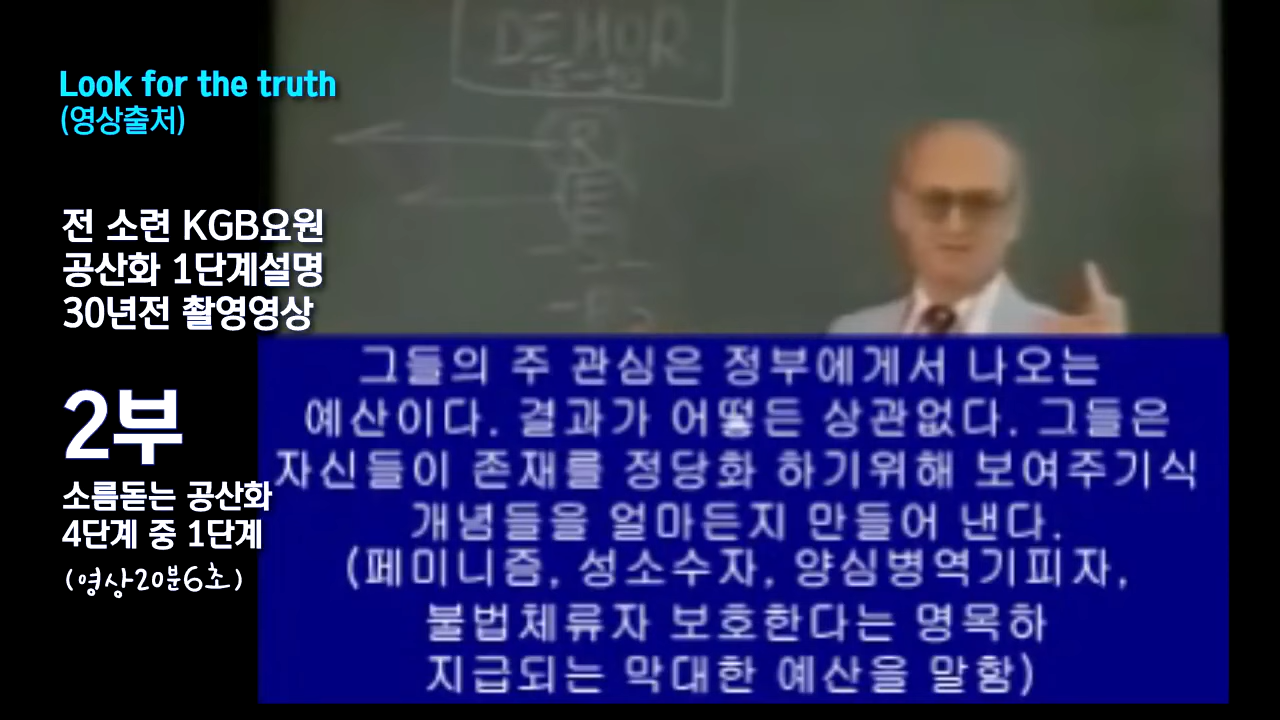 Look for the truth
(영상출처)
전 소련 KGB요원
공산화 1단계설명
30년전 촬영영상
2부
소름돋는 공산화
4단계 중 1단계
(영상20분6초)
DEMOR
15-20
R
E
그들의 주 관심은 정부에게서 나오는
예산이다. 결과가 어떻든 상관없다. 그들은
자신들이 존재를 정당화 하기위해 보여주기식
개념들을 얼마든지 만들어 낸다.
(페미니즘, 성소수자, 양심병역기피자,
불법체류자 보호한다는 명목하
지급되는 막대한 예산을 말함)